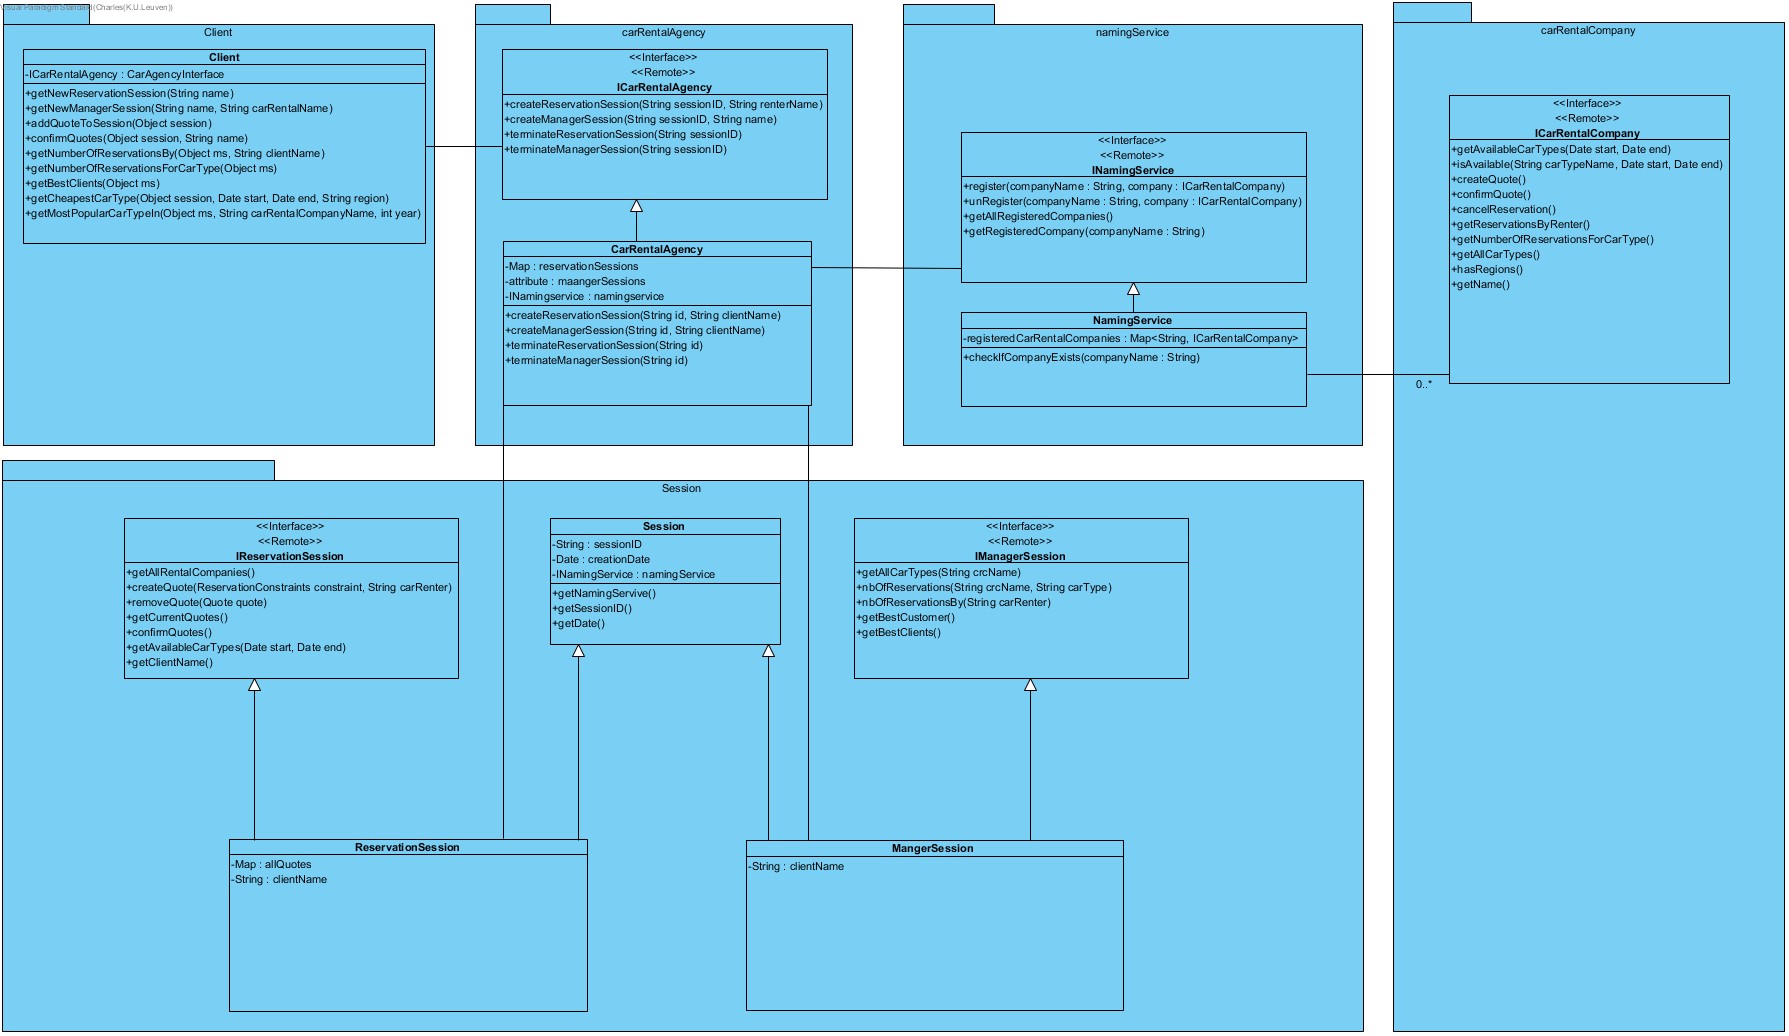 Visual Paradigm Standard(Charles(K.U.Leuven))
Client
Client
-ICarRentalAgency : CarAgencyInterface
+getNewReservationSession(String name)
+getNewManagerSession(String name, String carRentalName)
+addQuoteToSession(Object session)
+confirmQuotes(Object session, String name)
+getNumberOfReservationsBy(Object ms, String clientName)
+getNumberOfReservationsForCarType(Object ms)
+getBestClients(Object ms)
+getCheapestCarType(Object session, Date start, Date end, String region)
+getMostPopularCarTypeIn(Object ms, String carRentalCompanyName, int year)
carRentalAgency
<<Interface>>
<<Remote>>
ICarRentalAgency
+createReservationSession(String sessionID, String renterName)
+createManagerSession(String sessionID, String name)
+terminateReservationSession(String sessionID)
+terminateManagerSession(String sessionID)
CarRentalAgency
-Map : reservationSessions
-attribute : maangerSessions
-INamingservice : namingservice
+createReservationSession(String id, String clientName)
+createManagerSession(String id, String clientName)
+terminateReservationSession(String id)
+terminateManagerSession(String id)
namingService
<<Interface>>
<<Remote>>
INamingService
+register(companyName : String, company : ICarRentalCompany)
+unRegister(companyName : String, company : ICarRentalCompany)
+getAllRegisteredCompanies()
+getRegisteredCompany(companyName : String)
NamingService
-registeredCarRentalCompanies : Map<String, ICarRentalCompany>
+checkIfCompanyExists(companyName : String)
carRentalCompany
<<Interface>>
<<Remote>>
ICarRentalCompany
+getAvailableCarTypes(Date start, Date end)
+isAvailable(String carTypeName, Date start, Date end)
+createQuote()
+confirmQuote()
+cancelReservation()
+getReservationsByRenter()
+getNumberOfReservationsForCarType()
+getAllCarTypes()
+hasRegions()
+getName()
0..*
Session
<<Interface>>
<<Remote>>
IReservationSession
+getAllRentalCompanies()
+createQuote(ReservationConstraints constraint, String carRenter)
+removeQuote(Quote quote)
+getCurrentQuotes()
+confirmQuotes()
+getAvailableCarTypes(Date start, Date end)
+getClientName()
Session
-String : sessionID
-Date : creationDate
-INamingService : namingService
+getNamingServive()
+getSessionID()
+getDate()
<<Interface>>
<<Remote>>
IManagerSession
+getAllCarTypes(String crcName)
+nbOfReservations(String crcName, String carType)
+nbOfReservationsBy(String carRenter)
+getBestCustomer()
+getBestClients()
ReservationSession
-Map : allQuotes
-String : clientName
MangerSession
-String : clientName